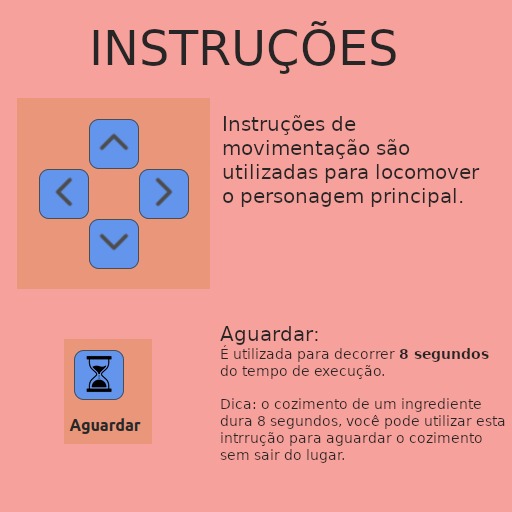 INSTRUÇÕES
Instruções de
movimentação são
utilizadas para locomover
o personagem principal.
Aguardar:
É utilizada para decorrer 8 segundos
do tempo de execução.
Dica: o cozimento de um ingrediente
dura 8 segundos, você pode utilizar esta
intrrução para aguardar o cozimento
sem sair do lugar.
Aguardar